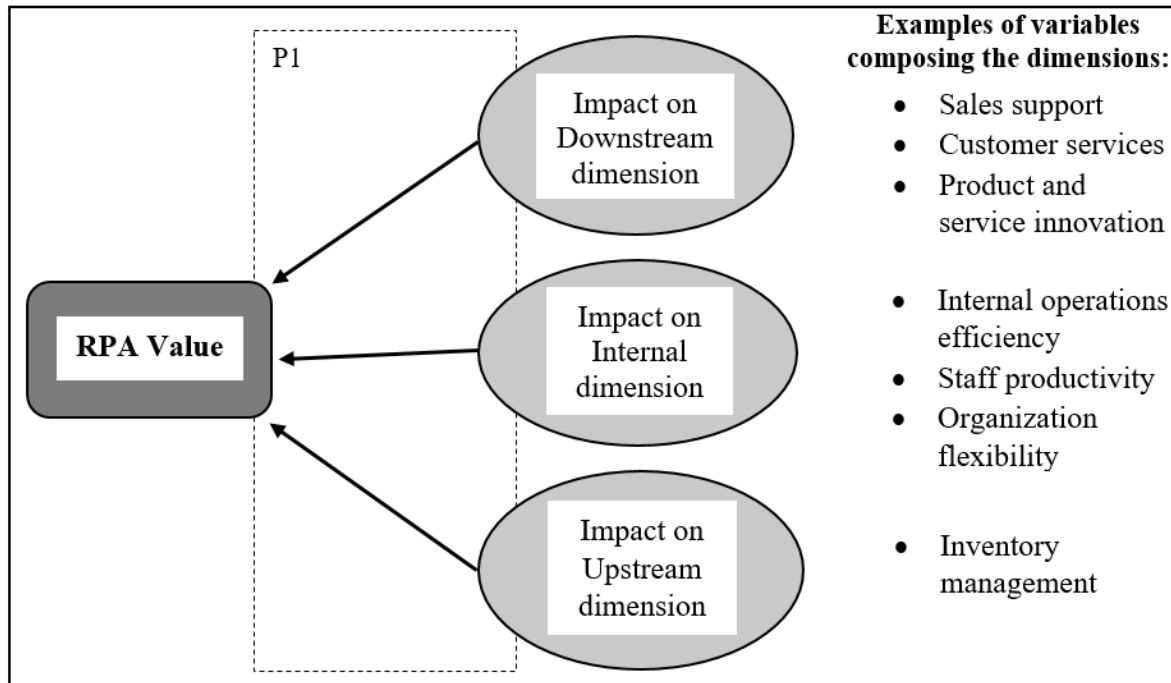 P1
Impact on
Downstream
dimension
RPA Value
Impact on
Internal
dimension
Impact on
Upstream
dimension
Examples of variables
composing the dimensions:
• Sales support
• Customer services
• Product and
service innovation
• Internal operations
efficiency
• Staff productivity
• Organization
flexibility
• Inventory
management